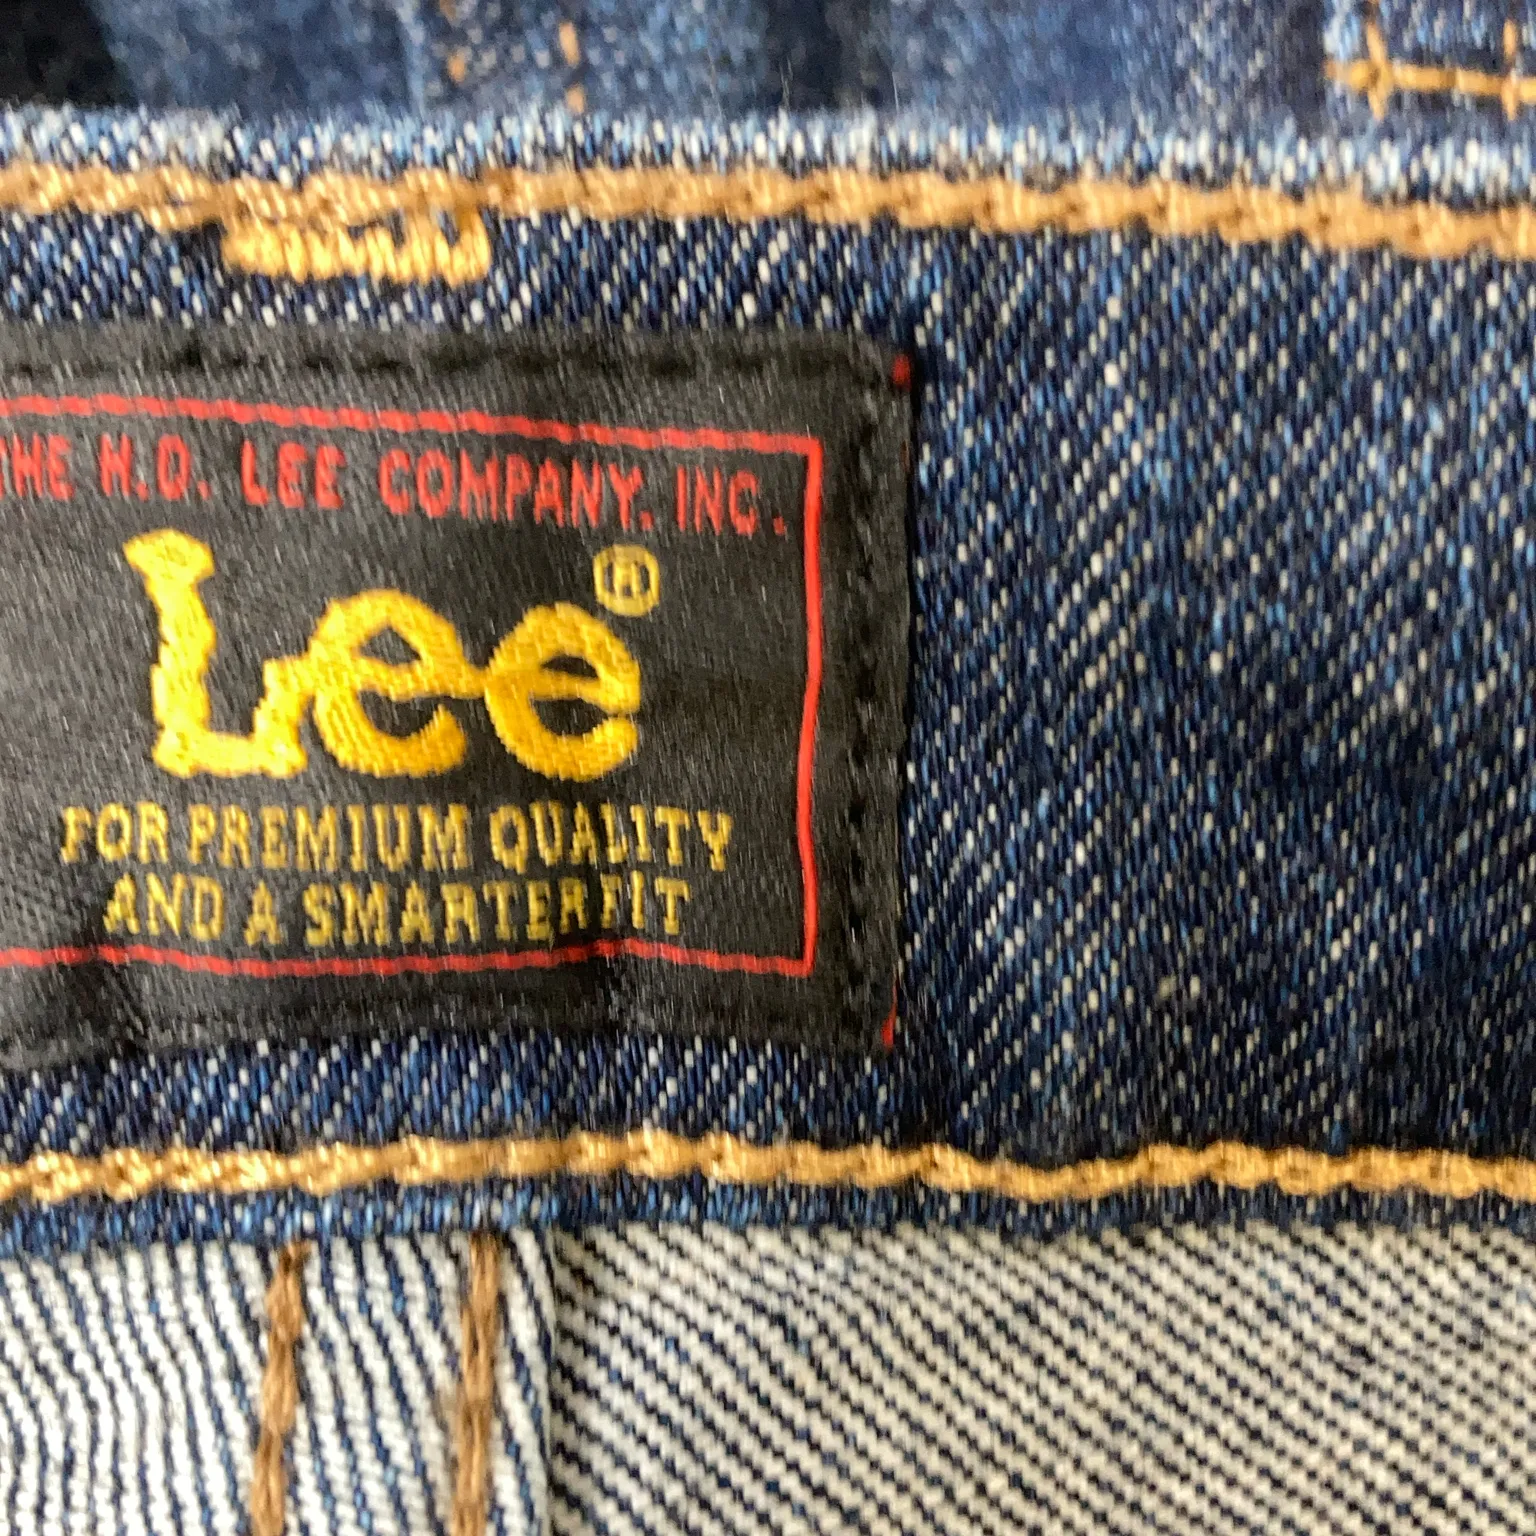 THE H.D. LEE COMPANY. INC.
Lee®
FOR PREMIUM QUALITY
AND A SMARTER FIT